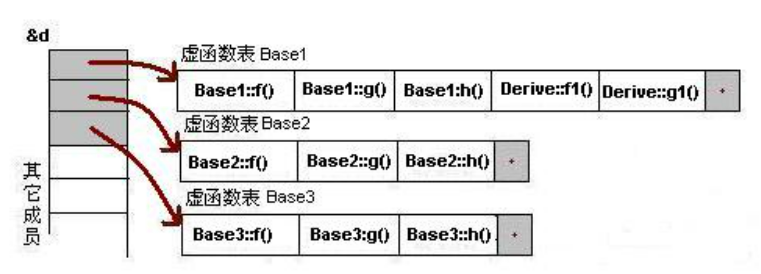 &d
虚函数表 Base1
Base1::f() Base1::g() Base1:h() Derive::f1() Derive::g1()
虚函数表 Base2
Base2::f() Base2::g() Base2::h()
虚函数表 Base3
Base3::f() Base3:g() Base3::h()
其它成员